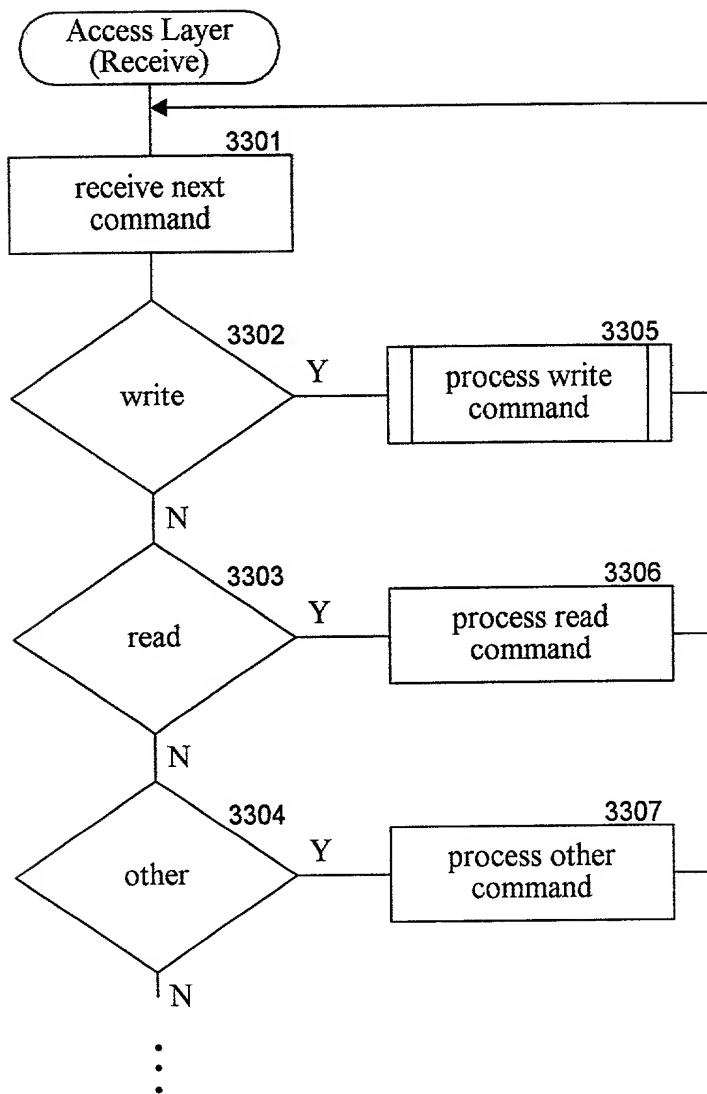 Access Layer
(Receive)
3301
receive next
command
3302
write
Y
3305
process write
command
N
3303
read
Y
3306
process read
command
N
3304
other
Y
3307
process other
command
N